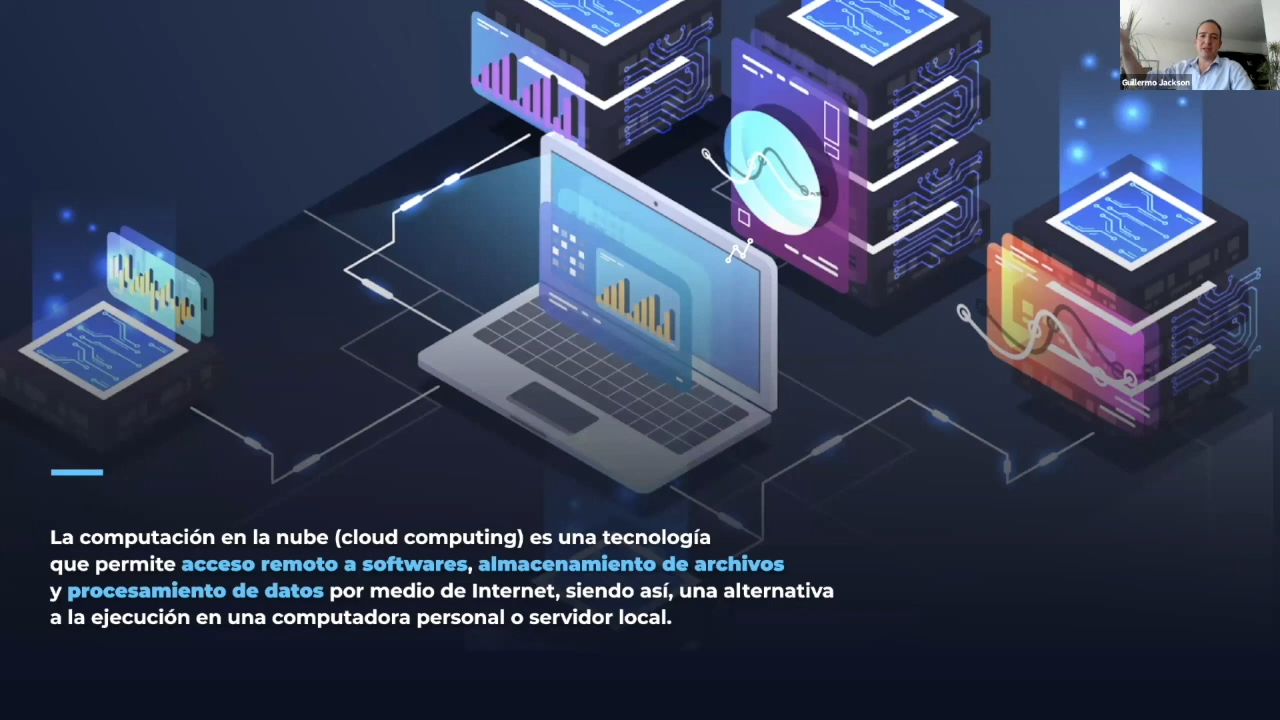 Guillermo Jackson
La computación en la nube (cloud computing) es una tecnología
que permite acceso remoto a softwares, almacenamiento de archivos
y procesamiento de datos por medio de Internet, siendo así, una alternativa
a la ejecución en una computadora personal o servidor local.